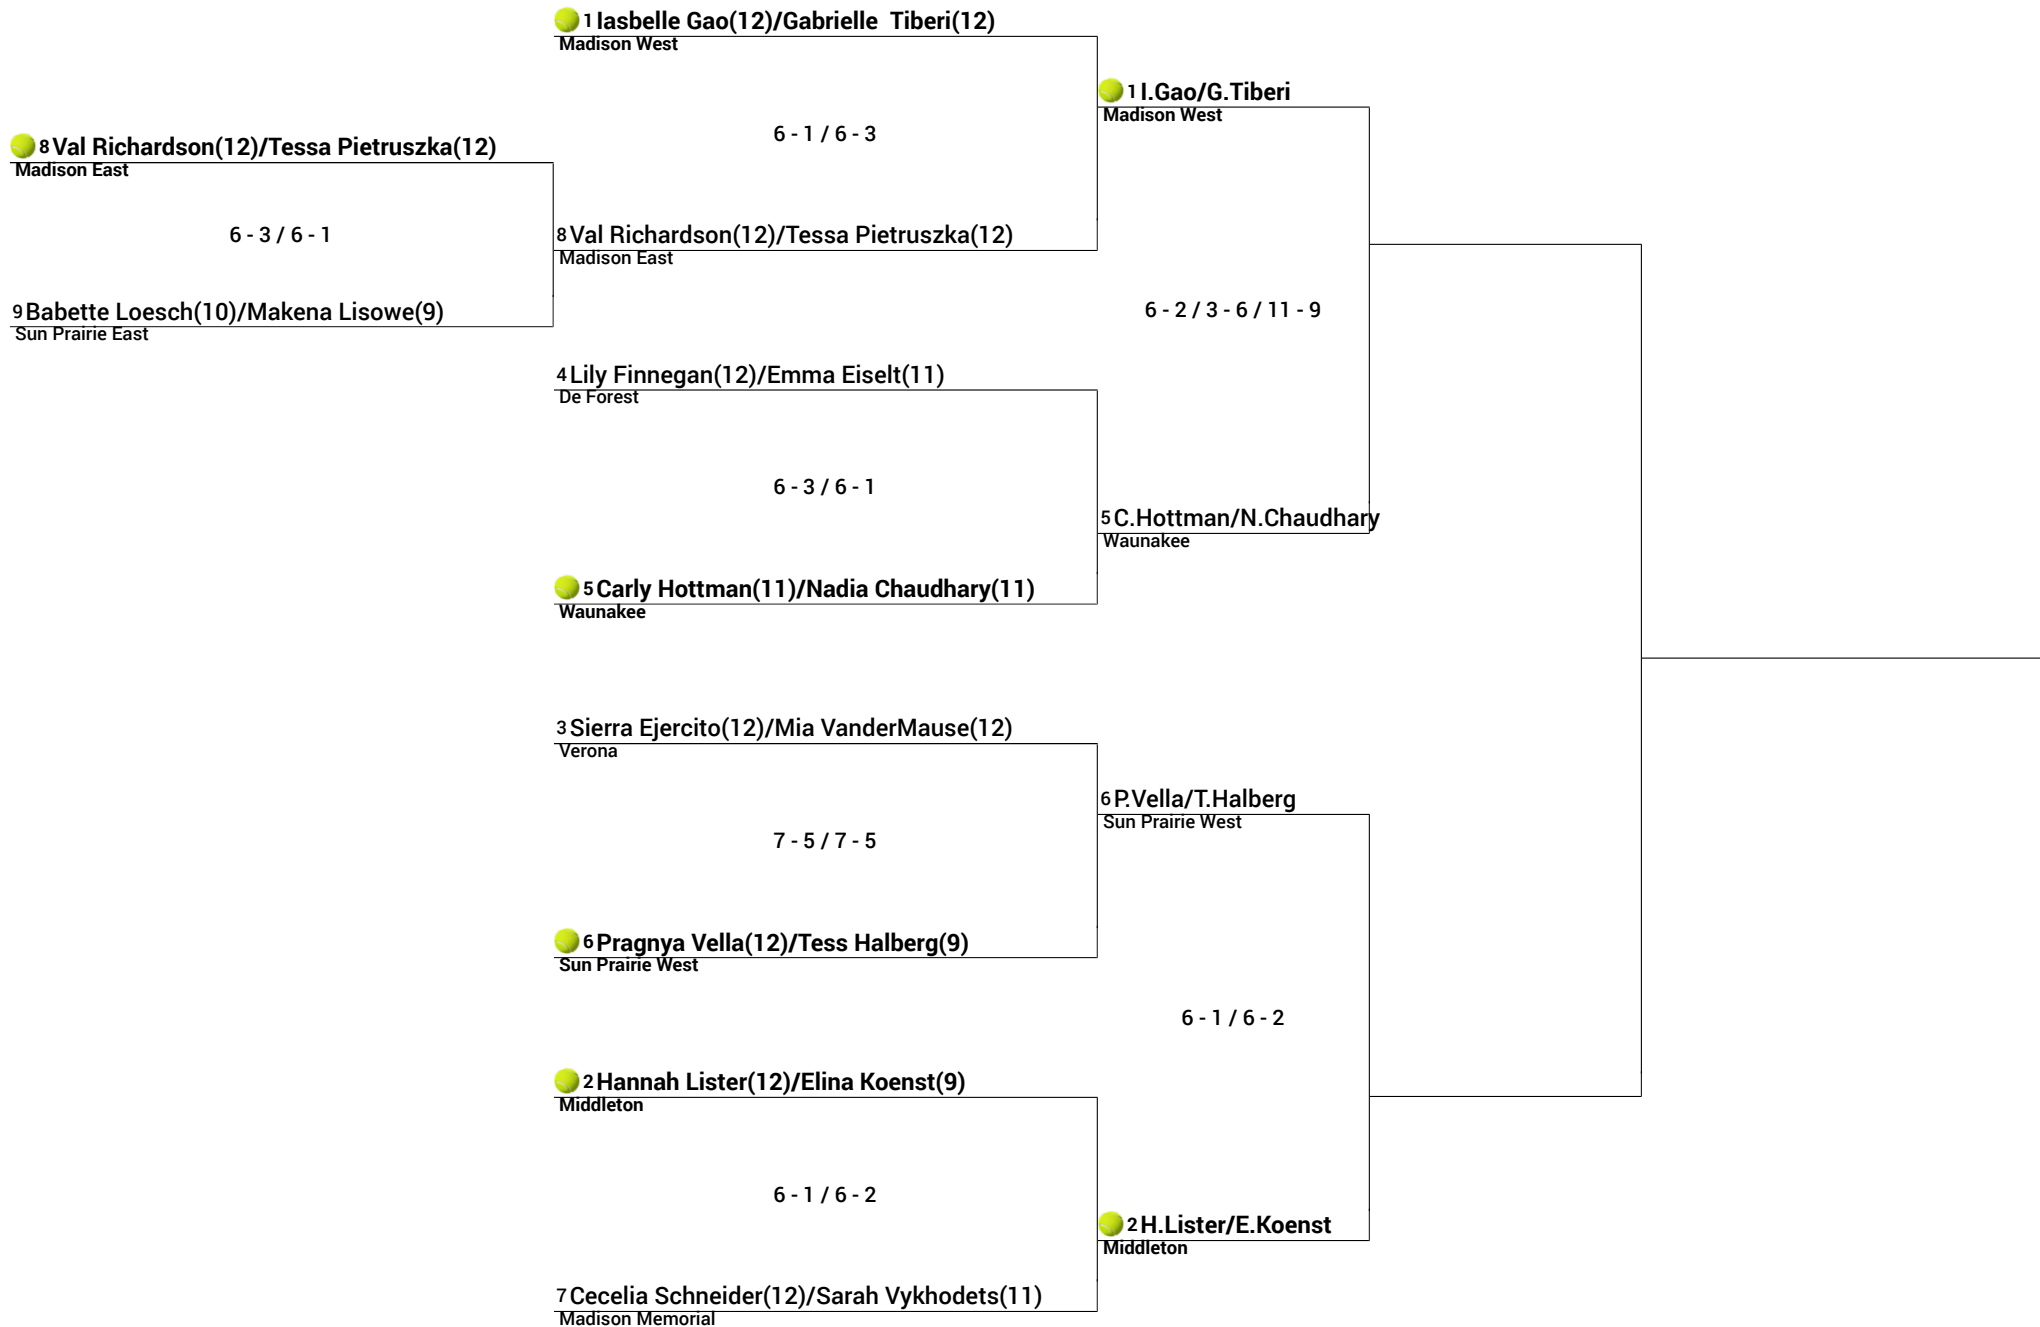 1 Iasbelle Gao(12)/Gabrielle Tiberi(12)
Madison West
6 - 1 / 6 - 3
8 Val Richardson(12)/Tessa Pietruszka(12)
Madison East
6 - 3 / 6 - 1
9 Babette Loesch(10)/Makena Lisowe(9)
Sun Prairie East
8 Val Richardson(12)/Tessa Pietruszka(12)
Madison East
4 Lily Finnegan(12)/Emma Eiselt(11)
De Forest
6 - 3 / 6 - 1
5 Carly Hottman(11)/Nadia Chaudhary(11)
Waunakee
3 Sierra Ejercito(12)/Mia VanderMause(12)
Verona
7 - 5 / 7 - 5
6 Pragnya Vella(12)/Tess Halberg(9)
Sun Prairie West
2 Hannah Lister(12)/Elina Koenst(9)
Middleton
6 - 1 / 6 - 2
7 Cecelia Schneider(12)/Sarah Vykhodets(11)
Madison Memorial
1 I.Gao/G.Tiberi
Madison West
6 - 2 / 3 - 6 / 11 - 9
5 C.Hottman/N.Chaudhary
Waunakee
6 P.Vella/T.Halberg
Sun Prairie West
6 - 1 / 6 - 2
2 H.Lister/E.Koenst
Middleton